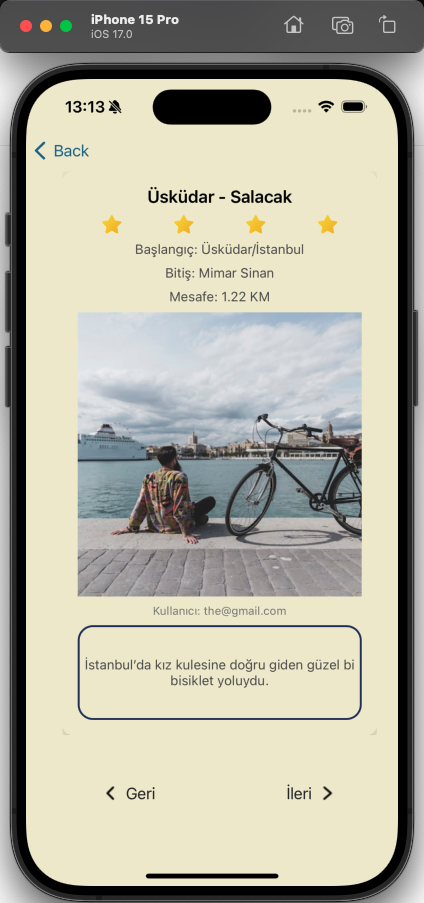 iPhone 15 Pro
iOS 17.0
13:13
Back
Üsküdar - Salacak
Başlangıç: Üsküdar/İstanbul
Bitiş: Mimar Sinan
Mesafe: 1.22 KM
Kullanıcı: the@gmail.com
İstanbul'da kız kulesine doğru giden güzel bi
bisiklet yoluydu.
Geri
İleri